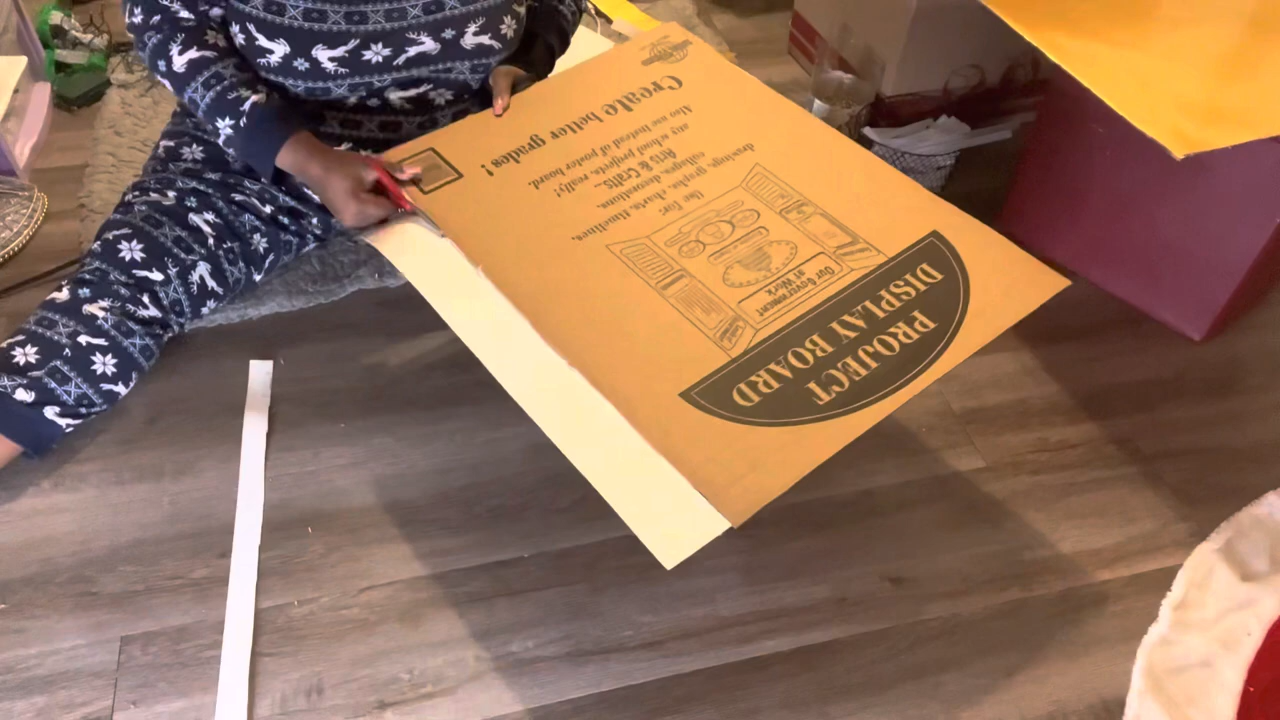 PROJECT
DISPLAY BOARD
Our Government
at Work
Use for:
drawings, graphs, charts, timelines,
collages, decorations.
Arts & Crafts...
any school projects, really!
Also use instead of poster board.
Create better grades!